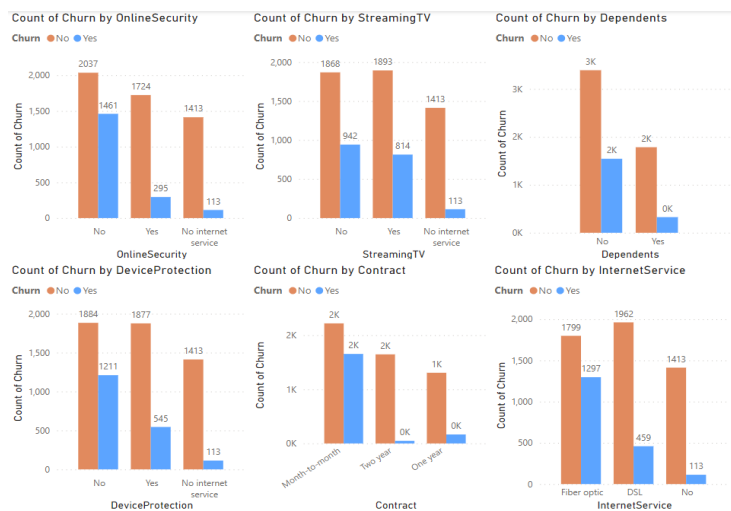 Count of Churn by OnlineSecurity
Churn No Yes
Count of Churn
2,000
1,500
1,000
500
0
2037
1461
1724
295
1413
113
No
Yes
No internet
service
OnlineSecurity
Count of Churn by StreamingTV
Churn No Yes
Count of Churn
2,000
1,500
1,000
500
0
1868
942
1893
814
1413
113
No
Yes
No internet
service
StreamingTV
Count of Churn by Dependents
Churn No Yes
Count of Churn
3K
2K
1K
0K
3K
2K
2K
0K
No
Yes
Dependents
Count of Churn by DeviceProtection
Churn No Yes
Count of Churn
2,000
1,500
1,000
500
0
1884
1211
1877
545
1413
113
No
Yes
No internet
service
DeviceProtection
Count of Churn by Contract
Churn No Yes
Count of Churn
2K
1K
0K
2K
2K
2K
0K
1K
0K
Month-to-month
Two year
One year
Contract
Count of Churn by InternetService
Churn No Yes
Count of Churn
2,000
1,500
1,000
500
0
1799
1297
1962
459
1413
113
Fiber optic
DSL
No
InternetService